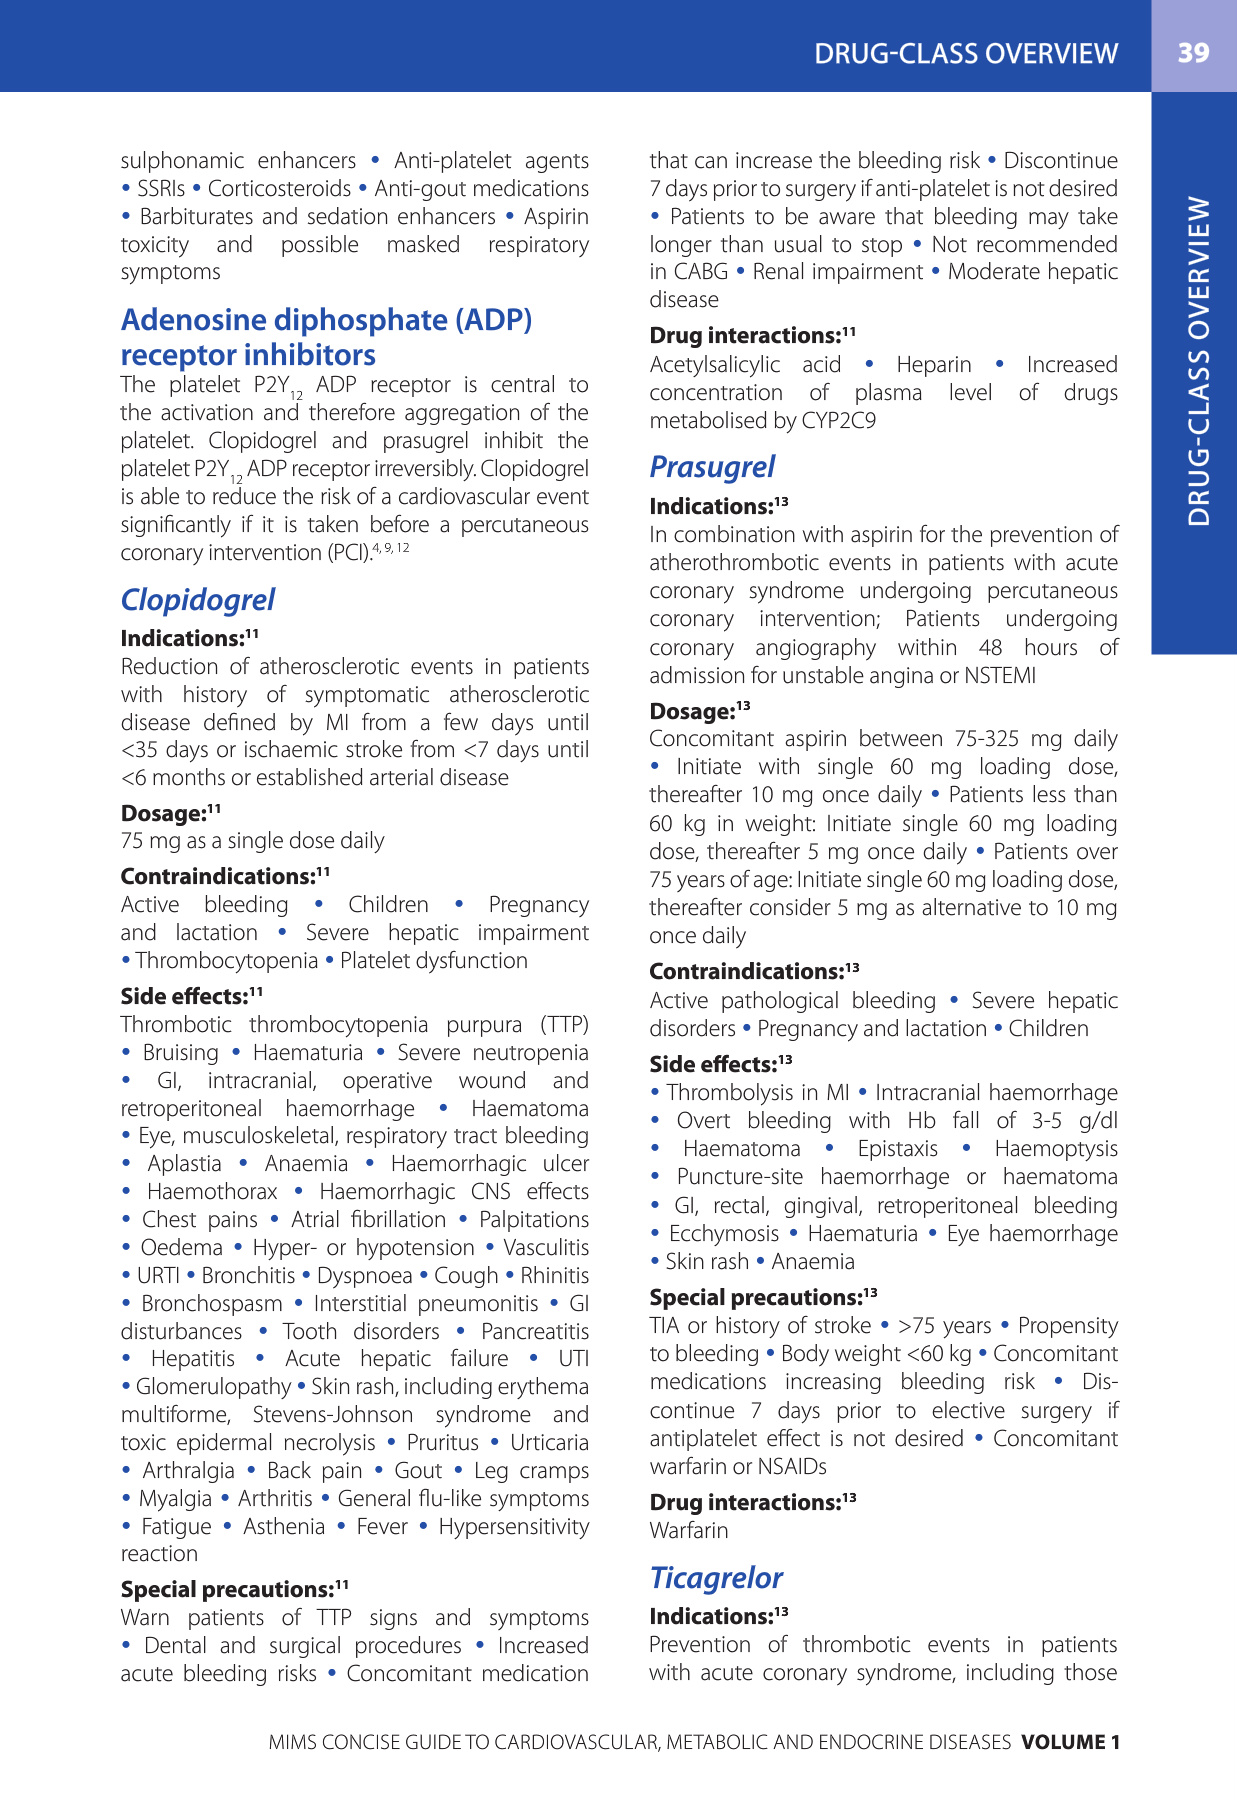 DRUG-CLASS OVERVIEW 39
sulphonamic enhancers • Anti-platelet agents
• SSRIs • Corticosteroids • Anti-gout medications
• Barbiturates and sedation enhancers • Aspirin
toxicity and possible masked respiratory
symptoms
Adenosine diphosphate (ADP)
receptor inhibitors
The platelet P2Y12 ADP receptor is central to
the activation and therefore aggregation of the
platelet. Clopidogrel and prasugrel inhibit the
platelet P2Y12 ADP receptor irreversibly. Clopidogrel
is able to reduce the risk of a cardiovascular event
significantly if it is taken before a percutaneous
coronary intervention (PCI).4, 9, 12
Clopidogrel
Indications:11
Reduction of atherosclerotic events in patients
with history of symptomatic atherosclerotic
disease defined by MI from a few days until
<35 days or ischaemic stroke from <7 days until
<6 months or established arterial disease
Dosage:11
75 mg as a single dose daily
Contraindications:11
Active bleeding • Children • Pregnancy
and lactation • Severe hepatic impairment
• Thrombocytopenia • Platelet dysfunction
Side effects:11
Thrombotic thrombocytopenia purpura (TTP)
• Bruising • Haematuria • Severe neutropenia
• GI, intracranial, operative wound and
retroperitoneal haemorrhage • Haematoma
• Eye, musculoskeletal, respiratory tract bleeding
• Aplastia • Anaemia • Haemorrhagic ulcer
• Haemothorax • Haemorrhagic CNS effects
• Chest pains • Atrial fibrillation • Palpitations
• Oedema • Hyper- or hypotension • Vasculitis
• URTI • Bronchitis • Dyspnoea • Cough • Rhinitis
• Bronchospasm • Interstitial pneumonitis • GI
disturbances • Tooth disorders • Pancreatitis
• Hepatitis • Acute hepatic failure • UTI
• Glomerulopathy • Skin rash, including erythema
multiforme, Stevens-Johnson syndrome and
toxic epidermal necrolysis • Pruritus • Urticaria
• Arthralgia • Back pain • Gout • Leg cramps
• Myalgia • Arthritis • General flu-like symptoms
• Fatigue • Asthenia • Fever • Hypersensitivity
reaction
Special precautions:11
Warn patients of TTP signs and symptoms
• Dental and surgical procedures • Increased
acute bleeding risks • Concomitant medication
that can increase the bleeding risk • Discontinue
7 days prior to surgery if anti-platelet is not desired
• Patients to be aware that bleeding may take
longer than usual to stop • Not recommended
in CABG • Renal impairment • Moderate hepatic
disease
Drug interactions:11
Acetylsalicylic acid • Heparin • Increased
concentration of plasma level of drugs
metabolised by CYP2C9
Prasugrel
Indications:13
In combination with aspirin for the prevention of
atherothrombotic events in patients with acute
coronary syndrome undergoing percutaneous
coronary intervention; Patients undergoing
coronary angiography within 48 hours of
admission for unstable angina or NSTEMI
Dosage:13
Concomitant aspirin between 75-325 mg daily
• Initiate with single 60 mg loading dose,
thereafter 10 mg once daily • Patients less than
60 kg in weight: Initiate single 60 mg loading
dose, thereafter 5 mg once daily • Patients over
75 years of age: Initiate single 60 mg loading dose,
thereafter consider 5 mg as alternative to 10 mg
once daily
Contraindications:13
Active pathological bleeding • Severe hepatic
disorders • Pregnancy and lactation • Children
Side effects:13
• Thrombolysis in MI • Intracranial haemorrhage
• Overt bleeding with Hb fall of 3-5 g/dl
• Haematoma • Epistaxis • Haemoptysis
• Puncture-site haemorrhage or haematoma
• GI, rectal, gingival, retroperitoneal bleeding
• Ecchymosis • Haematuria • Eye haemorrhage
• Skin rash • Anaemia
Special precautions:13
TIA or history of stroke • >75 years • Propensity
to bleeding • Body weight <60 kg • Concomitant
medications increasing bleeding risk • Dis-
continue 7 days prior to elective surgery if
antiplatelet effect is not desired • Concomitant
warfarin or NSAIDs
Drug interactions:13
Warfarin
Ticagrelor
Indications:13
Prevention of thrombotic events in patients
with acute coronary syndrome, including those
DRUG-CLASS OVERVIEW
MIMS CONCISE GUIDE TO CARDIOVASCULAR, METABOLIC AND ENDOCRINE DISEASES VOLUME 1